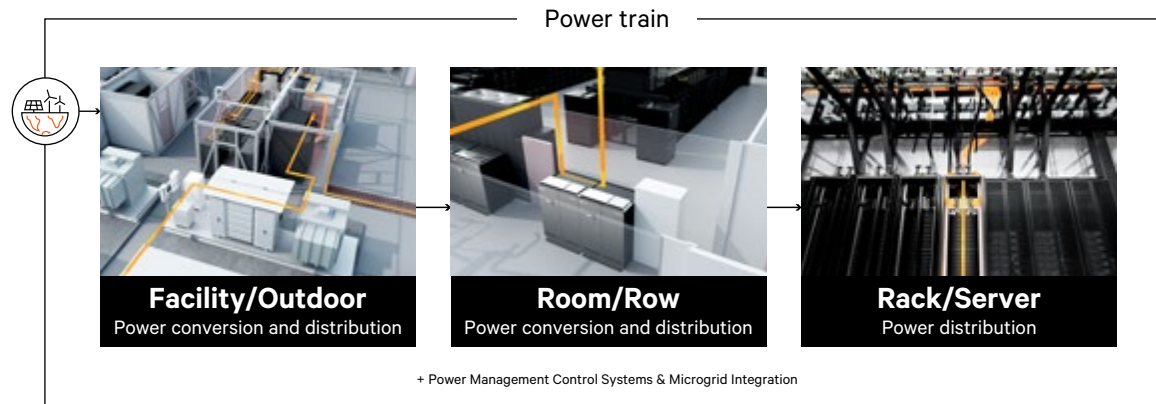 Power train
Facility/Outdoor
Power conversion and distribution
Room/Row
Power conversion and distribution
Rack/Server
Power distribution
+ Power Management Control Systems & Microgrid Integration